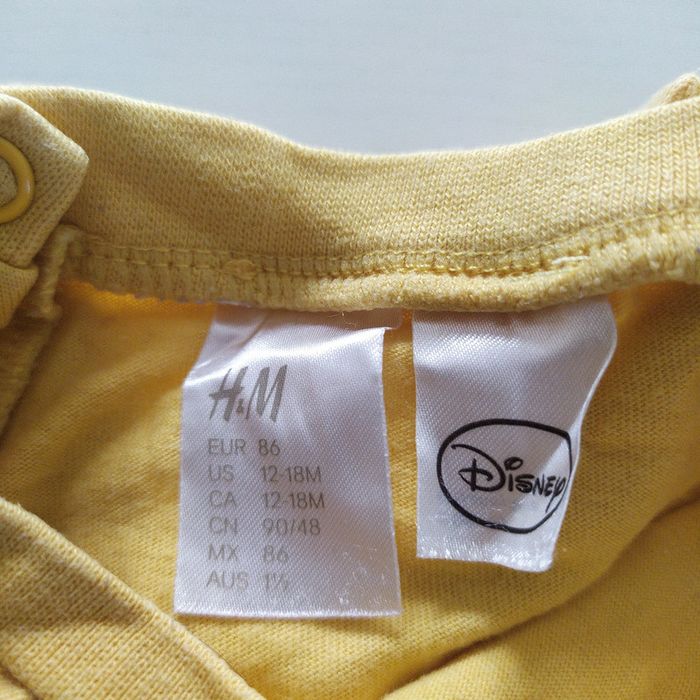 H&M
EUR 86
US 12-18M
CA 12-18M
CN 90/48
MX 86
AUS 1½
Disney